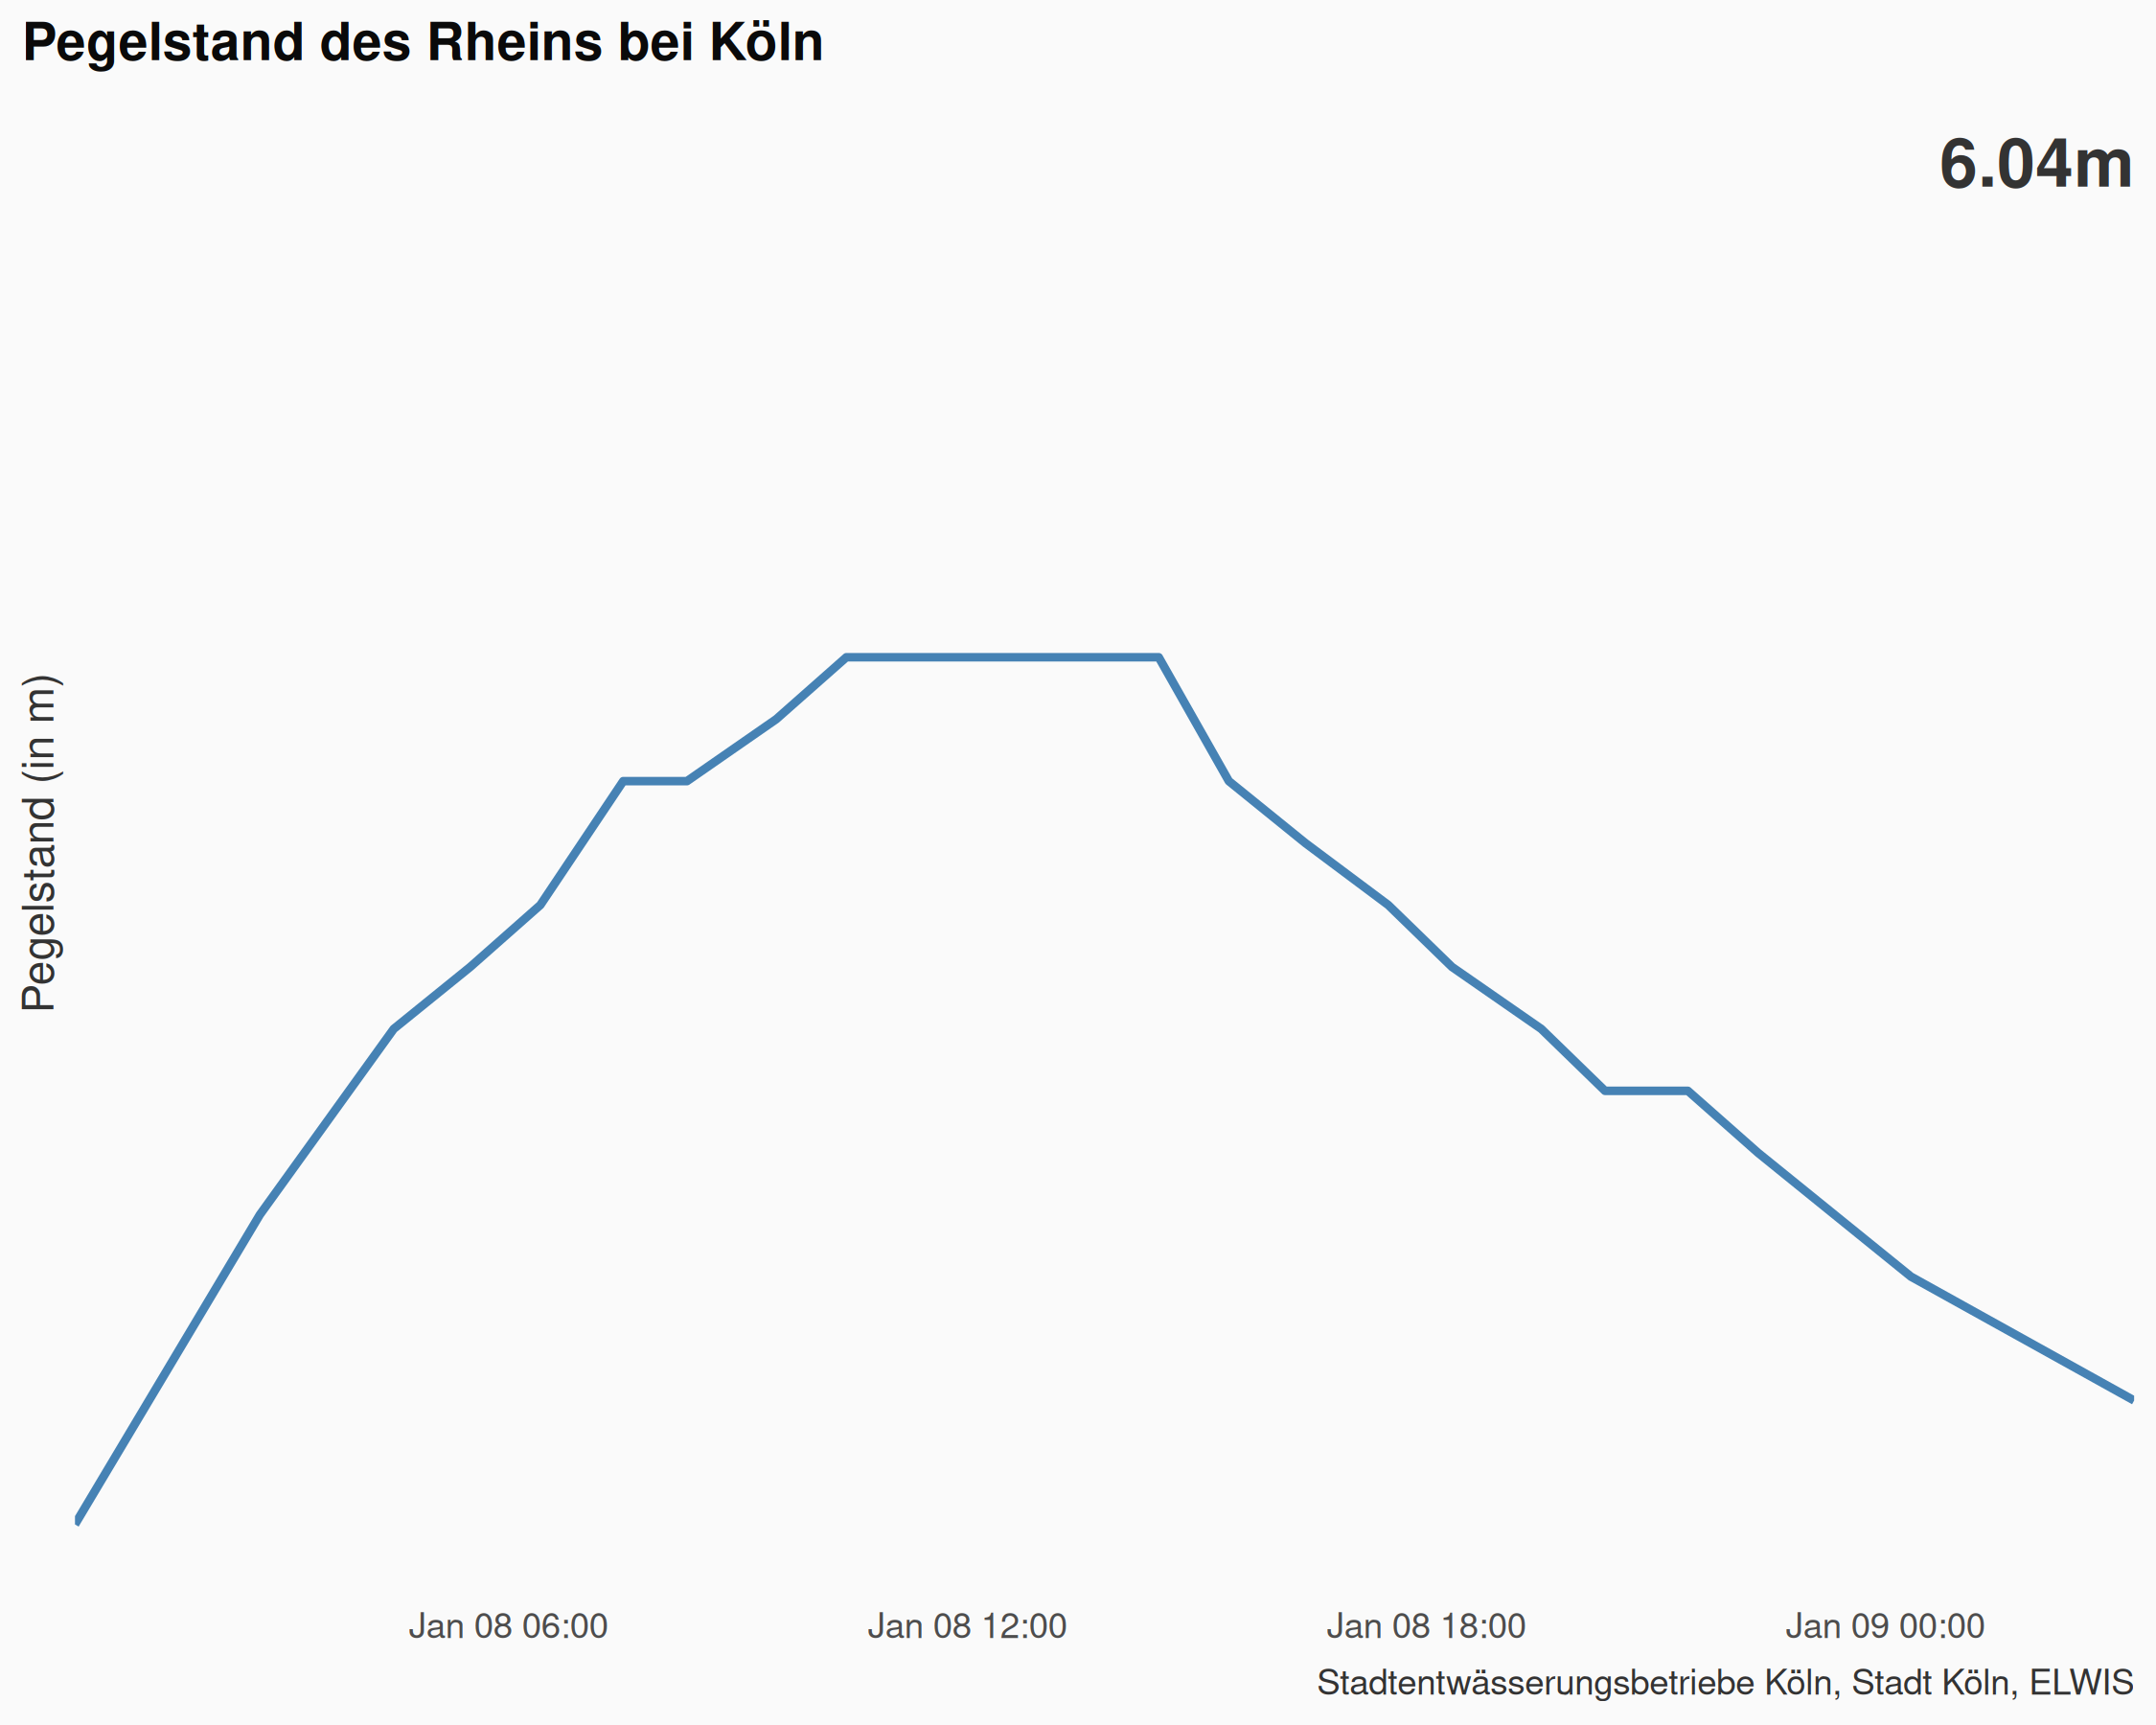 Pegelstand des Rheins bei Köln
6.04m
Pegelstand (in m)
Jan 08 06:00
Jan 08 12:00
Jan 08 18:00
Jan 09 00:00
Stadtentwässerungsbetriebe Köln, Stadt Köln, ELWIS